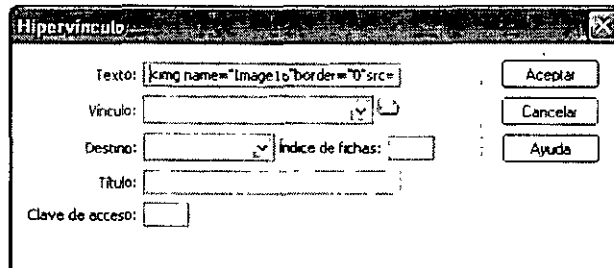 Hipervínculo
Texto: <img name="Image16"border="0"src=
Aceptar
Vínculo:
Cancelar
Destino: Índice de fichas:
Ayuda
Título:
Clave de acceso: